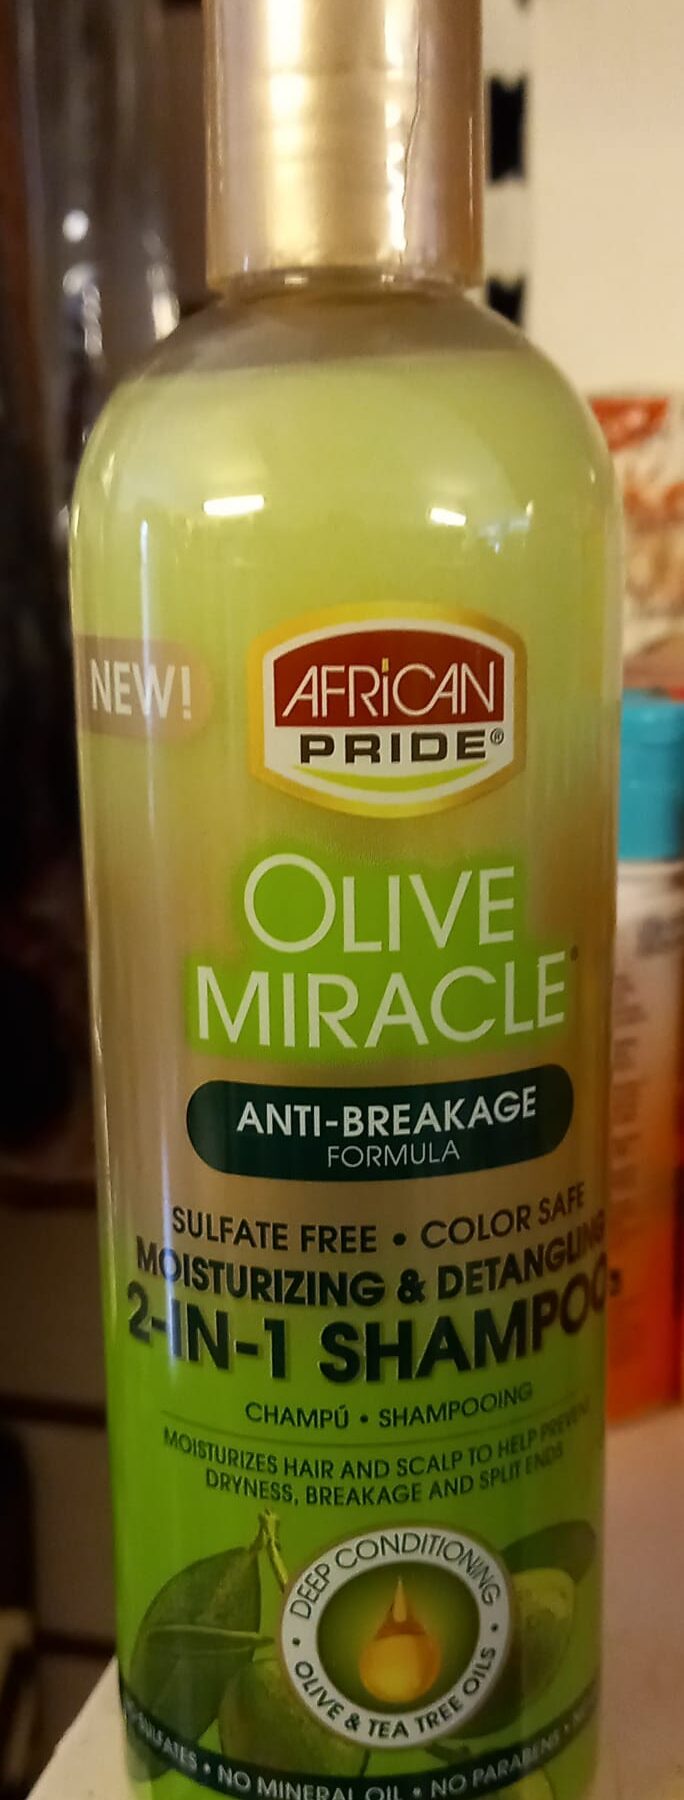 NEW!
AFRICAN
PRIDE®
OLIVE
MIRACLE
ANTI-BREAKAGE
FORMULA
SULFATE FREE • COLOR SAFE
MOISTURIZING & DETANGLING
2-IN-1 SHAMPOO
CHAMPÚ • SHAMPOOING
MOISTURIZES HAIR AND SCALP TO HELP PREVENT
DRYNESS, BREAKAGE AND SPLIT ENDS
DEEP CONDITIONING
• OLIVE & TEA TREE OILS •
SULFATES • NO MINERAL OIL • NO PARABENS •